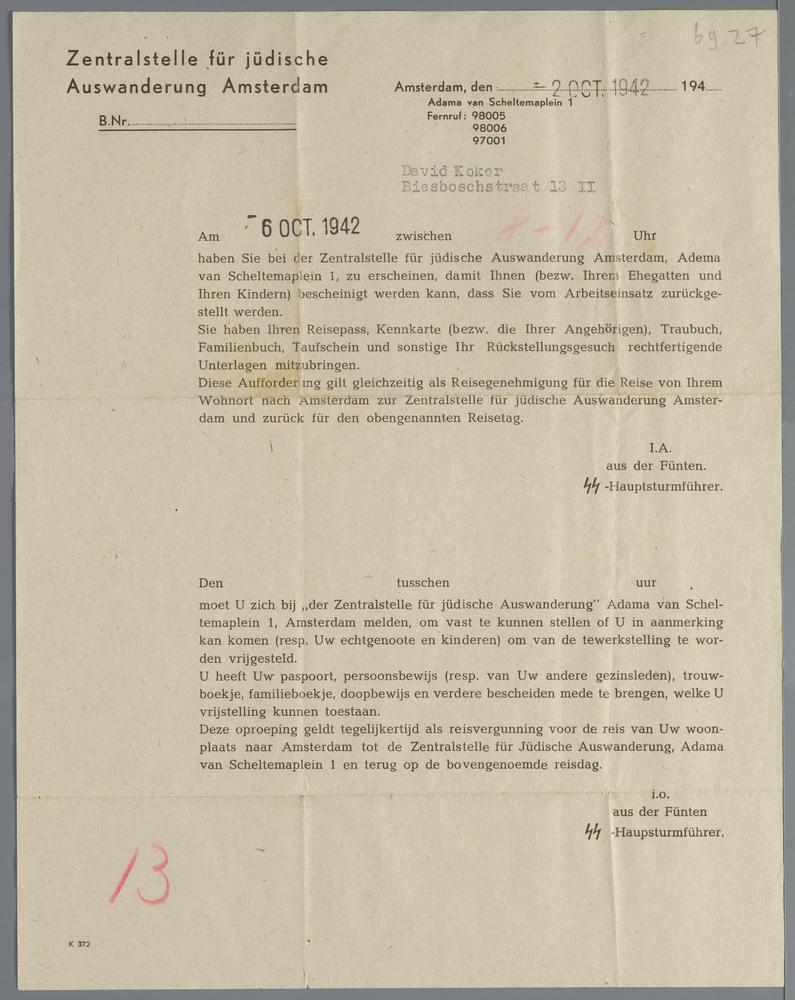 69 27
Zentralstelle für jüdische
Auswanderung Amsterdam
B.Nr.
Amsterdam, den - 2 OCT. 1942 194
Adama van Scheltemaplein 1
Fernruf: 98005
98006
97001
David Koker
Biesboschstraat 13 II
Am - 6 OCT. 1942 zwischen 8 - 12 Uhr
haben Sie bei der Zentralstelle für jüdische Auswanderung Amsterdam, Adema
van Scheltemaplein 1, zu erscheinen, damit Ihnen (bezw. Ihrem Ehegatten und
Ihren Kindern) bescheinigt werden kann, dass Sie vom Arbeitseinsatz zurückge-
stellt werden.
Sie haben Ihren Reisepass, Kennkarte (bezw. die Ihrer Angehörigen), Traubuch,
Familienbuch, Taufschein und sonstige Ihr Rückstellungsgesuch rechtfertigende
Unterlagen mitzubringen.
Diese Aufforderung gilt gleichzeitig als Reisegenehmigung für die Reise von Ihrem
Wohnort nach Amsterdam zur Zentralstelle für jüdische Auswanderung Amster-
dam und zurück für den obengenannten Reisetag.
I.A.
aus der Fünten.
SS -Hauptsturmführer.
Den tusschen uur
moet U zich bij „der Zentralstelle für jüdische Auswanderung" Adama van Schel-
temaplein 1, Amsterdam melden, om vast te kunnen stellen of U in aanmerking
kan komen (resp. Uw echtgenoote en kinderen) om van de tewerkstelling te wor-
den vrijgesteld.
U heeft Uw paspoort, persoonsbewijs (resp. van Uw andere gezinsleden), trouw-
boekje, familieboekje, doopbewijs en verdere bescheiden mede te brengen, welke U
vrijstelling kunnen toestaan.
Deze oproeping geldt tegelijkertijd als reisvergunning voor de reis van Uw woon-
plaats naar Amsterdam tot de Zentralstelle für Jüdische Auswanderung, Adama
van Scheltemaplein 1 en terug op de bovengenoemde reisdag.
i.o.
aus der Fünten
SS -Haupsturmführer.
13
K 372